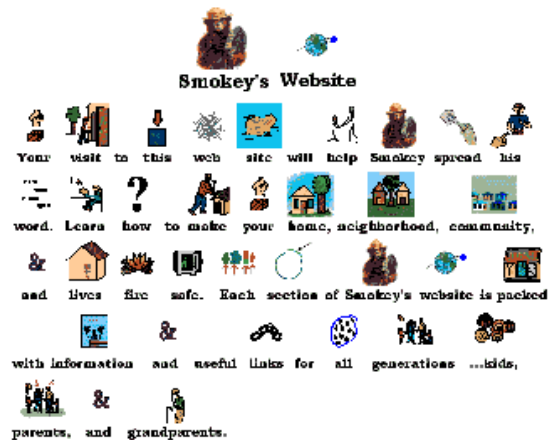 Smokey's Website
Your visit to this web site will help Smokey spread his
word. Learn how to make your home, neighborhood, community,
and lives fire safe. Each section of Smokey's website is packed
with information and useful links for all generations ...kids,
parents, and grandparents.